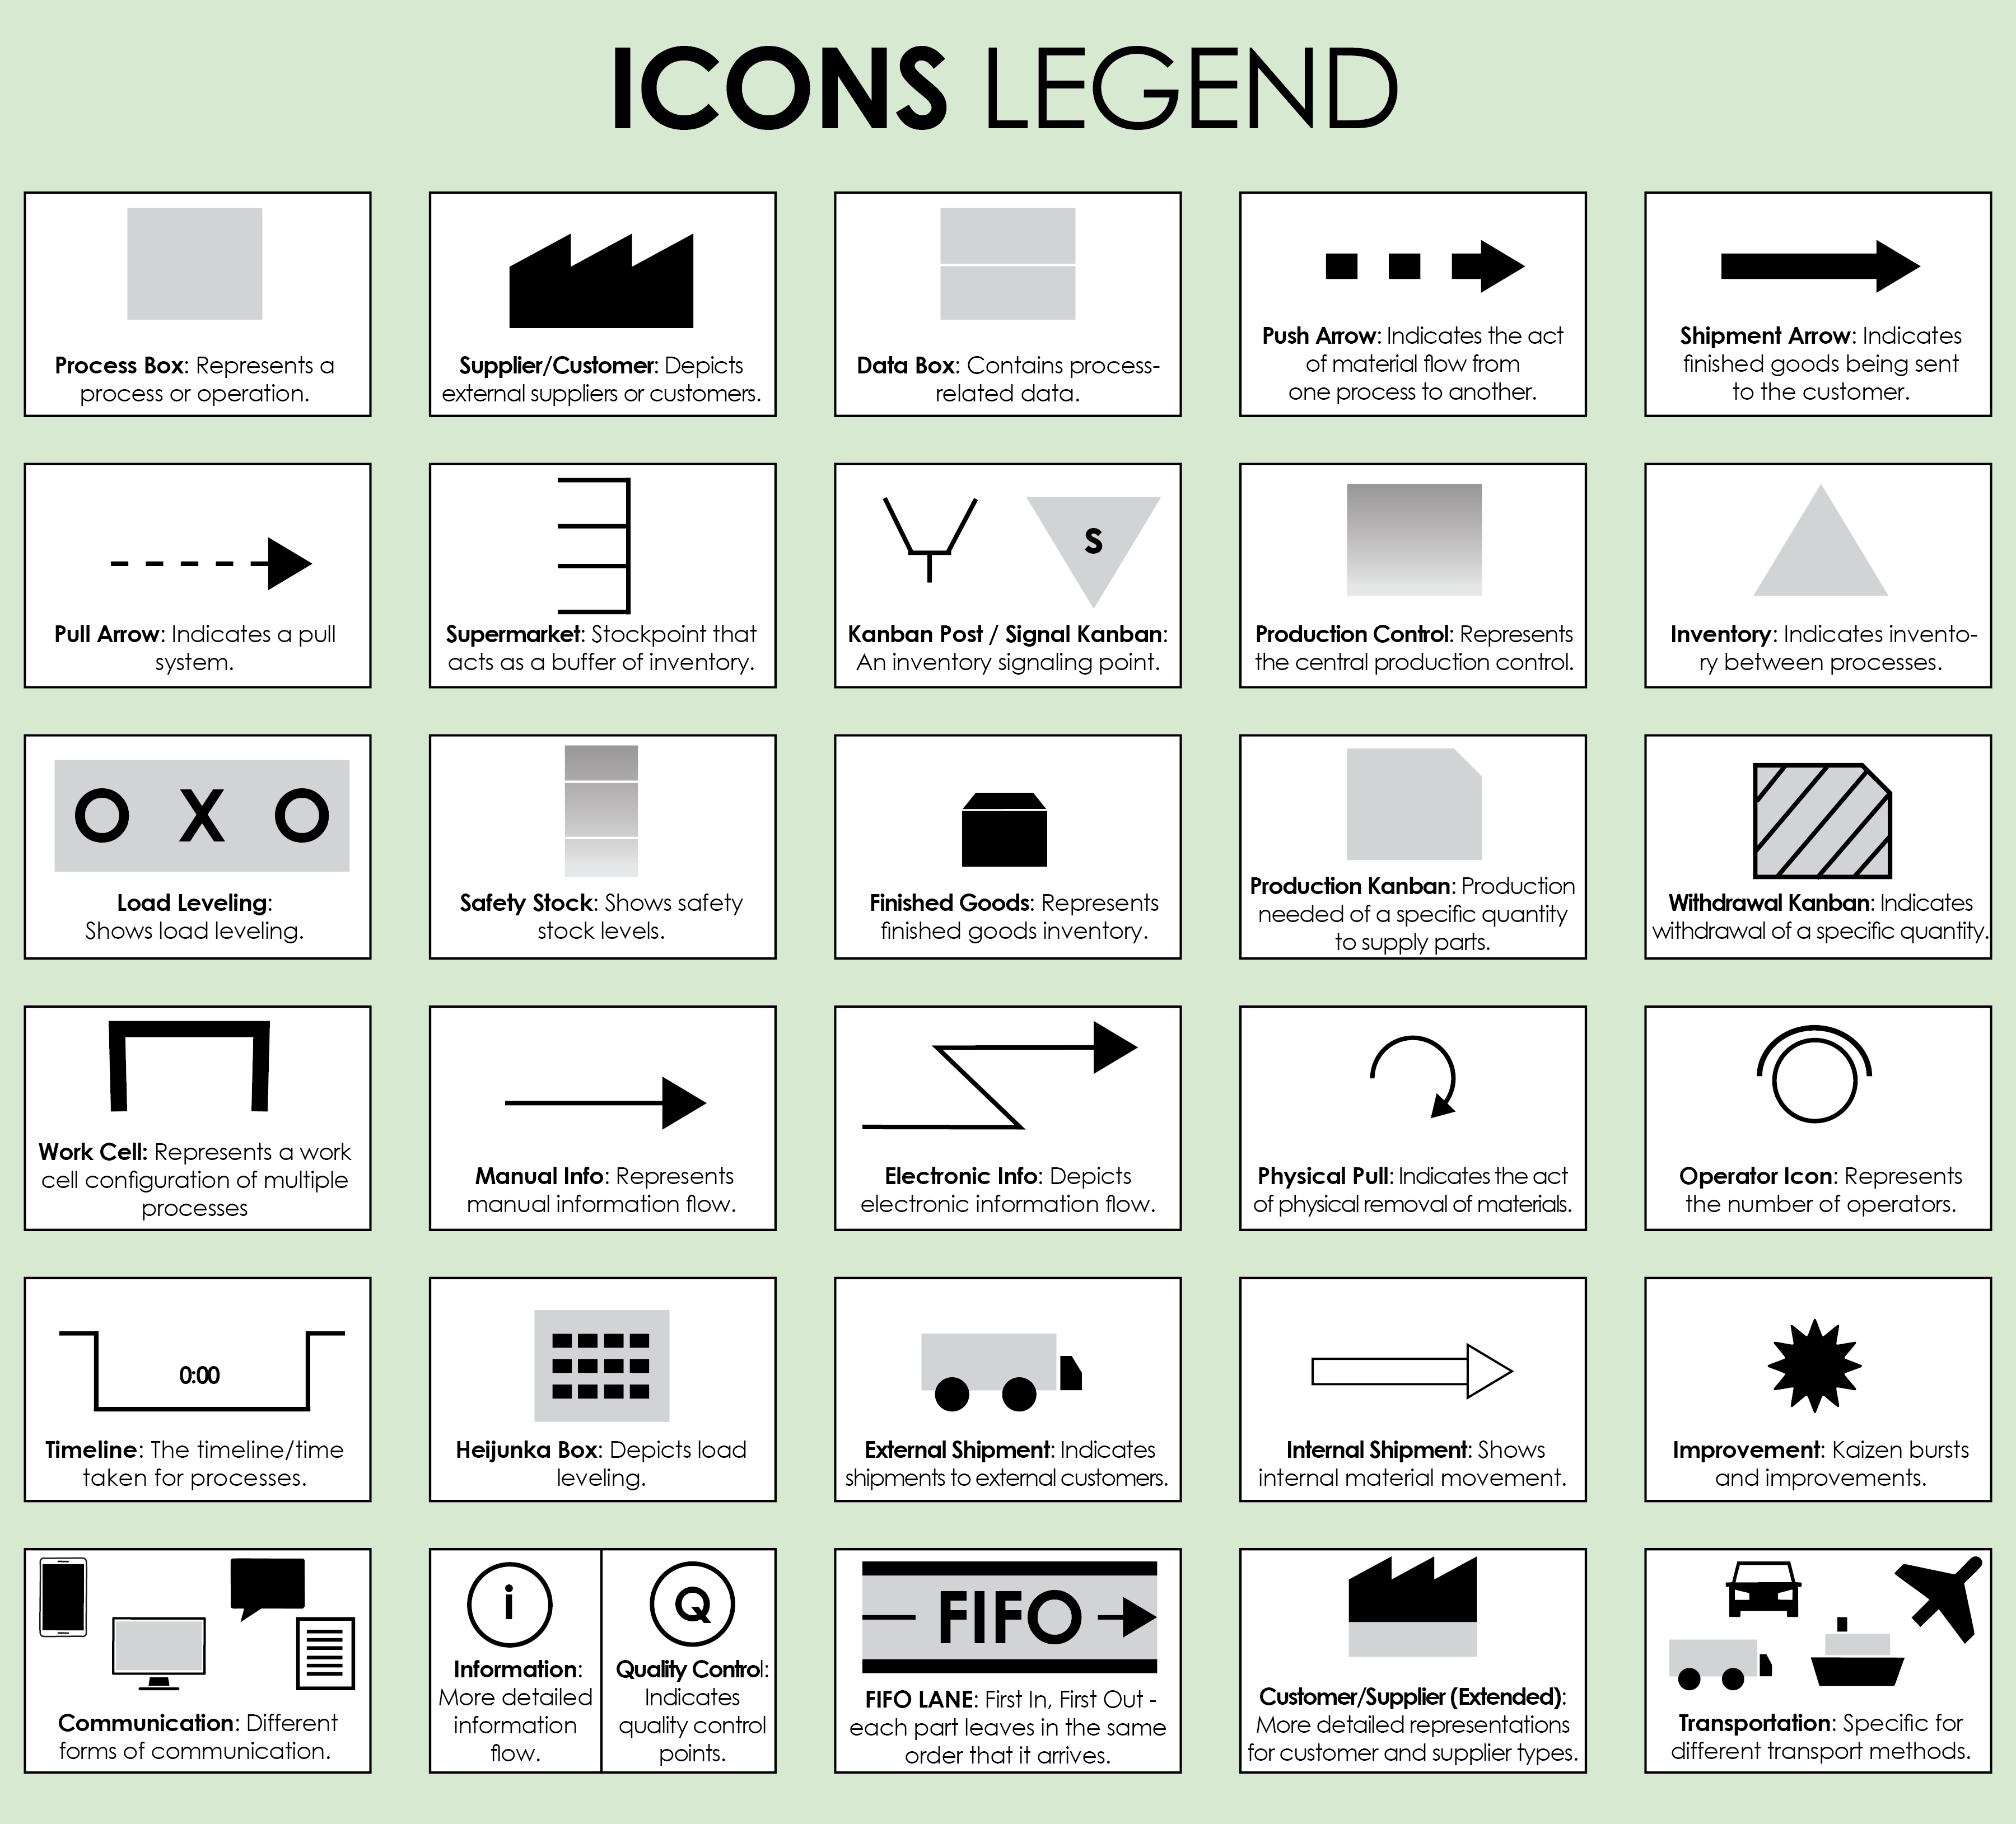 ICONS LEGEND
Process Box: Represents a
process or operation.
Supplier/Customer: Depicts
external suppliers or customers.
Data Box: Contains process-
related data.
Push Arrow: Indicates the act
of material flow from
one process to another.
Shipment Arrow: Indicates
finished goods being sent
to the customer.
Pull Arrow: Indicates a pull
system.
Supermarket: Stockpoint that
acts as a buffer of inventory.
S
Kanban Post / Signal Kanban:
An inventory signaling point.
Production Control: Represents
the central production control.
Inventory: Indicates invento-
ry between processes.
O X O
Load Leveling:
Shows load leveling.
Safety Stock: Shows safety
stock levels.
Finished Goods: Represents
finished goods inventory.
Production Kanban: Production
needed of a specific quantity
to supply parts.
Withdrawal Kanban: Indicates
withdrawal of a specific quantity.
Work Cell: Represents a work
cell configuration of multiple
processes
Manual Info: Represents
manual information flow.
Electronic Info: Depicts
electronic information flow.
Physical Pull: Indicates the act
of physical removal of materials.
Operator Icon: Represents
the number of operators.
0:00
Timeline: The timeline/time
taken for processes.
Heijunka Box: Depicts load
leveling.
External Shipment: Indicates
shipments to external customers.
Internal Shipment: Shows
internal material movement.
Improvement: Kaizen bursts
and improvements.
Communication: Different
forms of communication.
i
Information:
More detailed
information
flow.
Q
Quality Control:
Indicates
quality control
points.
FIFO
FIFO LANE: First In, First Out -
each part leaves in the same
order that it arrives.
Customer/Supplier (Extended):
More detailed representations
for customer and supplier types.
Transportation: Specific for
different transport methods.